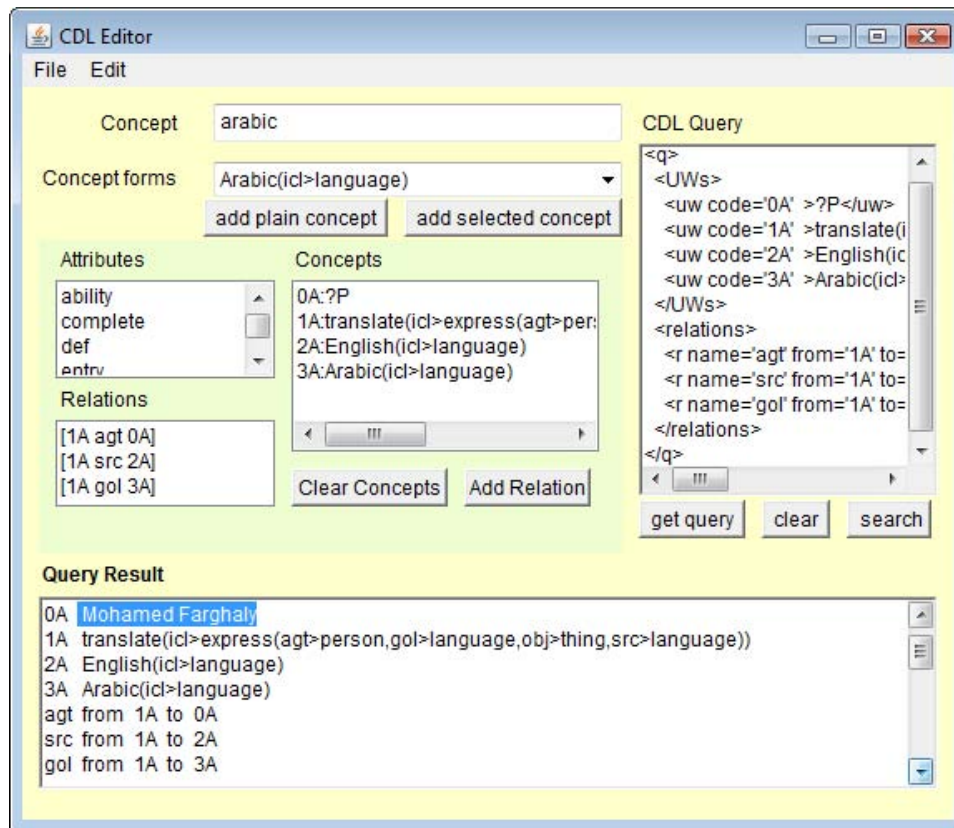 CDL Editor
File Edit
Concept arabic
Concept forms Arabic(icl>language)
add plain concept add selected concept
Attributes
ability
complete
def
entry
Relations
[1A agt 0A]
[1A src 2A]
[1A gol 3A]
Concepts
0A:?P
1A:translate(icl>express(agt>per
2A:English(icl>language)
3A:Arabic(icl>language)
Clear Concepts Add Relation
CDL Query
<q>
<UWs>
<uw code='0A' >?P</uw>
<uw code='1A' >translate(i
<uw code='2A' >English(ic
<uw code='3A' >Arabic(icl>
</UWs>
<relations>
<r name='agt' from='1A' to=
<r name='src' from='1A' to=
<r name='gol' from='1A' to=
</relations>
</q>
get query clear search
Query Result
0A Mohamed Farghaly
1A translate(icl>express(agt>person,gol>language,obj>thing,src>language))
2A English(icl>language)
3A Arabic(icl>language)
agt from 1A to 0A
src from 1A to 2A
gol from 1A to 3A